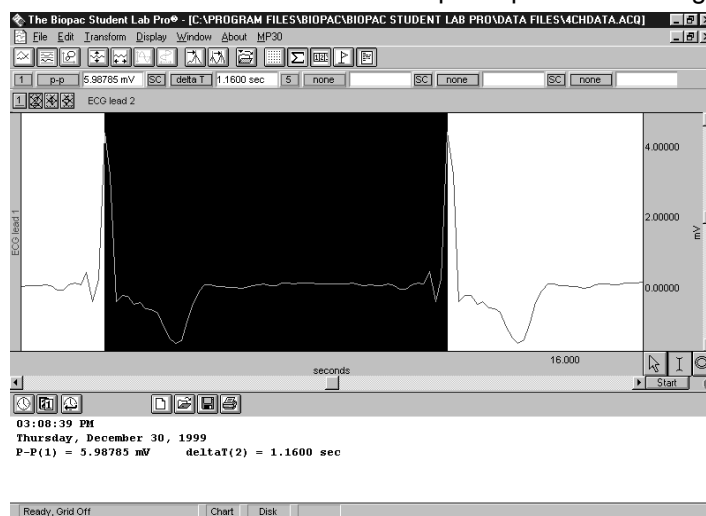 The Biopac Student Lab Pro® - [C:\PROGRAM FILES\BIOPAC\BIOPAC STUDENT LAB PRO\DATA FILES\4CHDATA.ACQ]
File Edit Transform Display Window About MP30
1 p-p 5.98785 mV SC delta T 1.1600 sec 5 none SC none SC none
1 ECG lead 2
4.00000
2.00000
0.00000
mV
ECG lead 1
16.000
seconds
Start
03:08:39 PM
Thursday, December 30, 1999
P-P(1) = 5.98785 mV deltaT(2) = 1.1600 sec
Ready, Grid Off Chart Disk